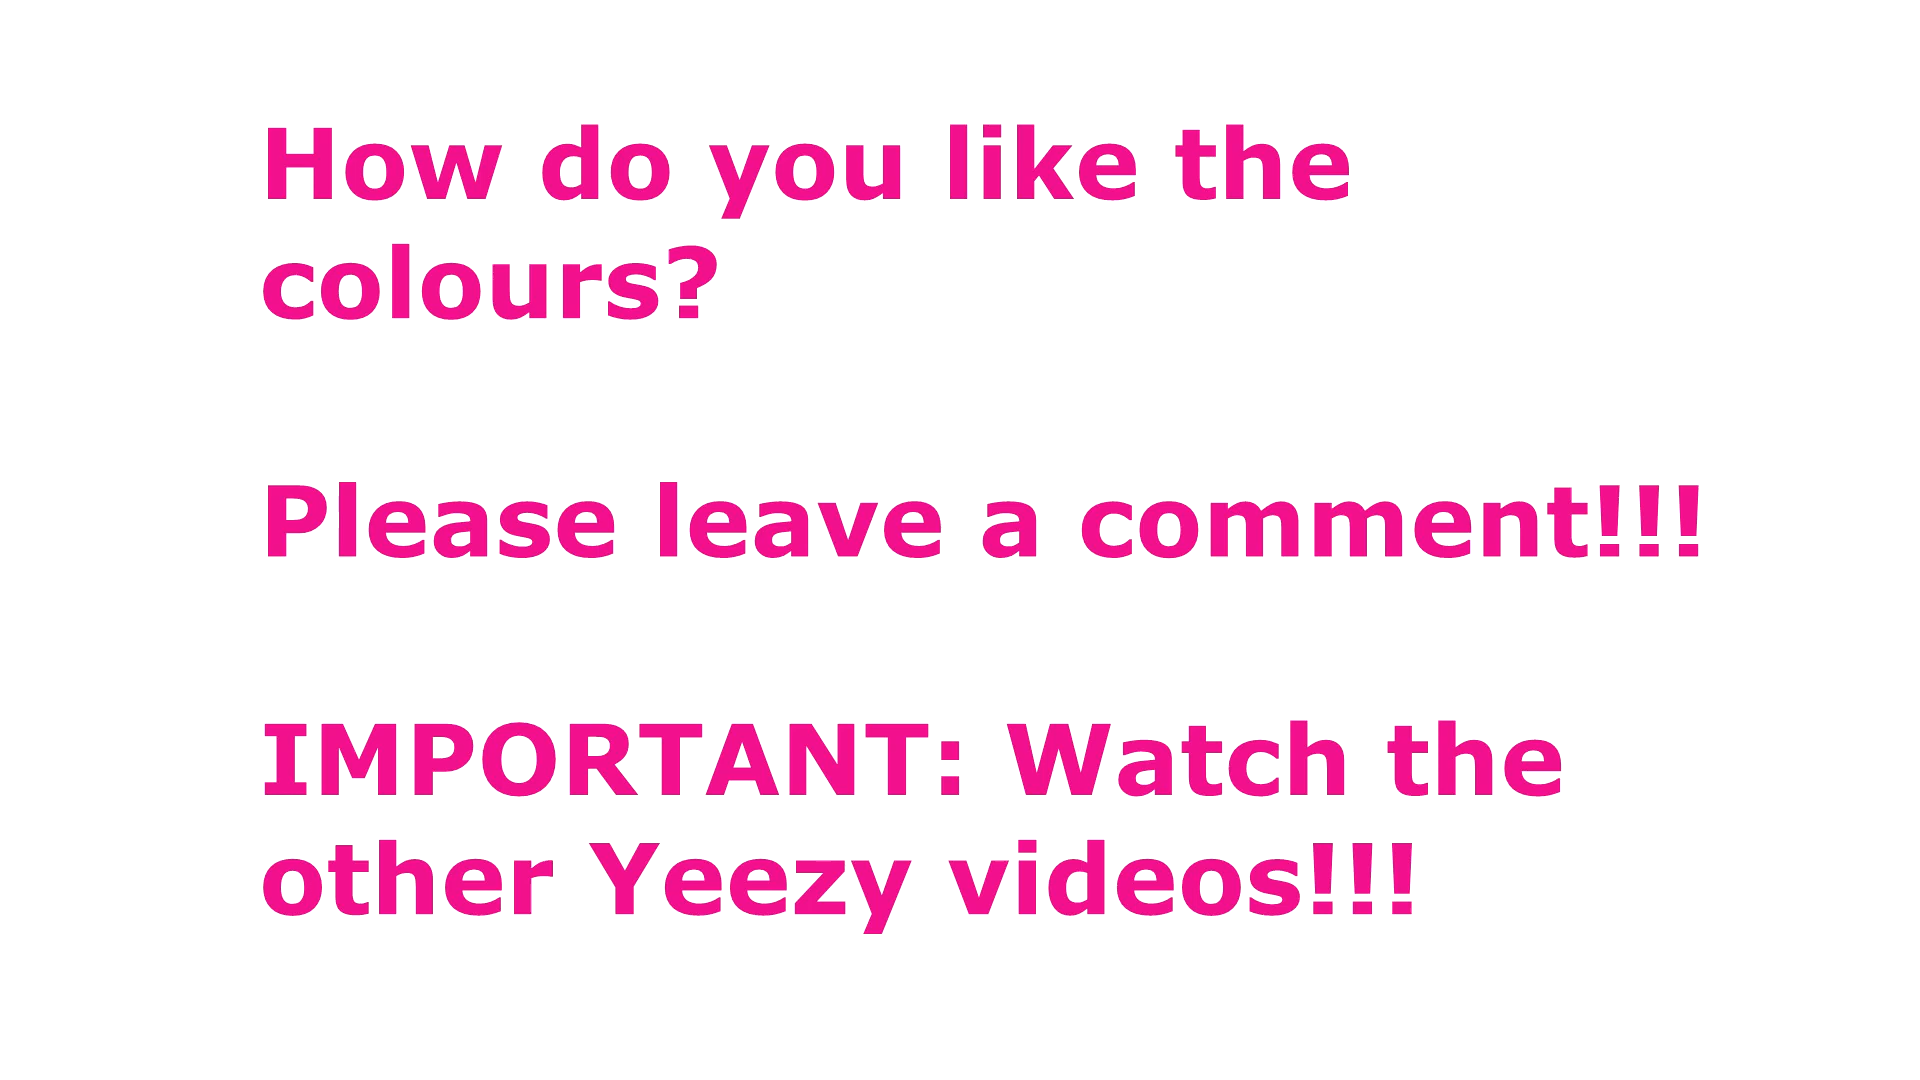 How do you like the
colours?
Please leave a comment!!!
IMPORTANT: Watch the
other Yeezy videos!!!